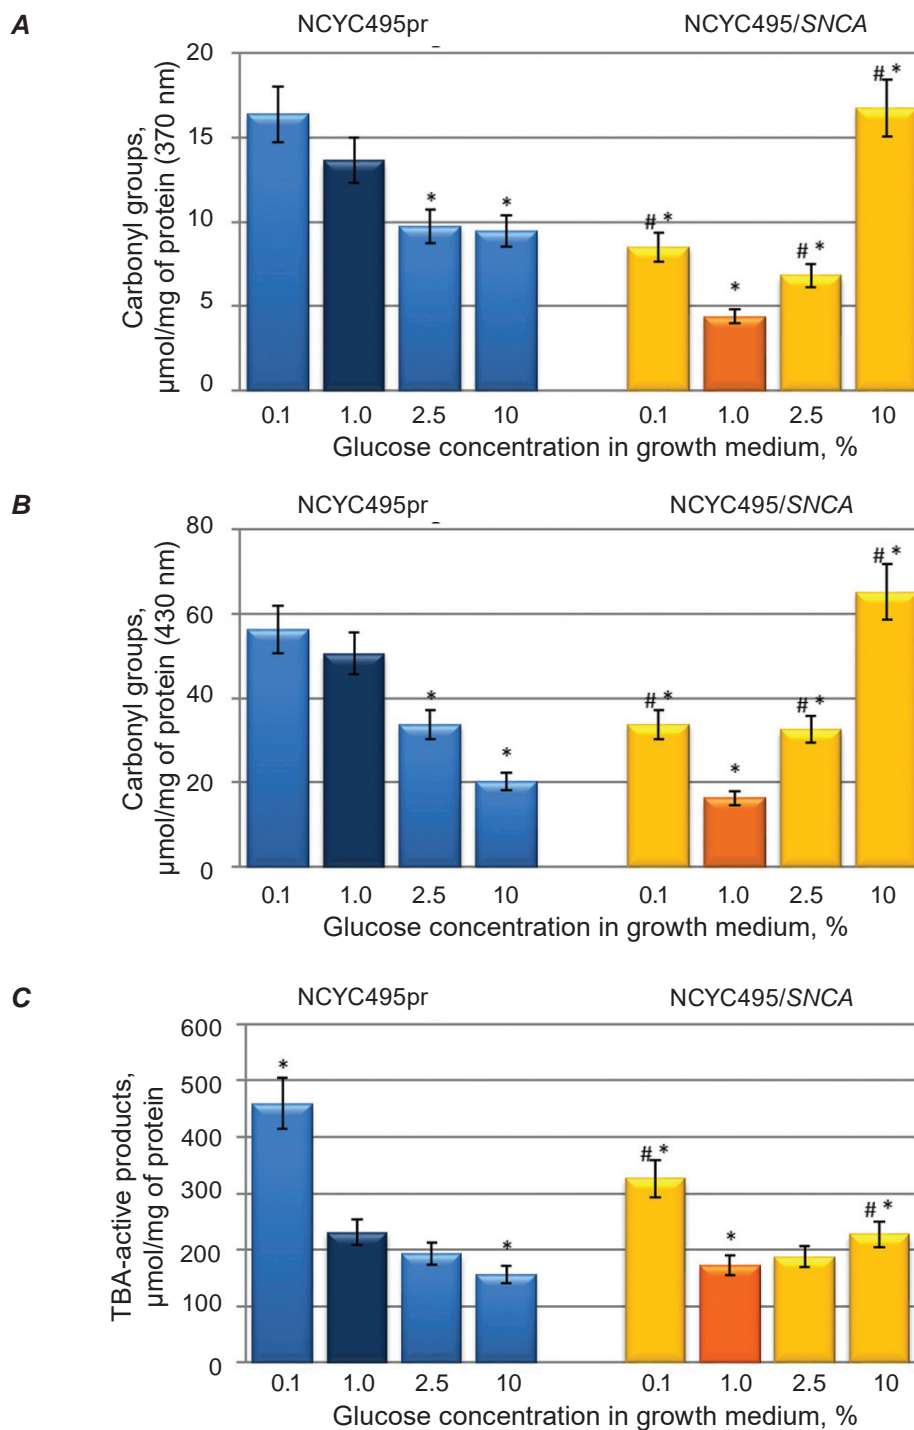 A
NCYC495pr NCYC495/SNCA
Carbonyl groups,
µmol/mg of protein (370 nm)
20
15
10
5
0
* * # * * # * # *
0.1 1.0 2.5 10 0.1 1.0 2.5 10
Glucose concentration in growth medium, %
B
NCYC495pr NCYC495/SNCA
Carbonyl groups,
µmol/mg of protein (430 nm)
80
60
40
20
0
* * # * * # * # *
0.1 1.0 2.5 10 0.1 1.0 2.5 10
Glucose concentration in growth medium, %
C
NCYC495pr NCYC495/SNCA
TBA-active products,
µmol/mg of protein
600
500
400
300
200
100
0
* * # * * # *
0.1 1.0 2.5 10 0.1 1.0 2.5 10
Glucose concentration in growth medium, %